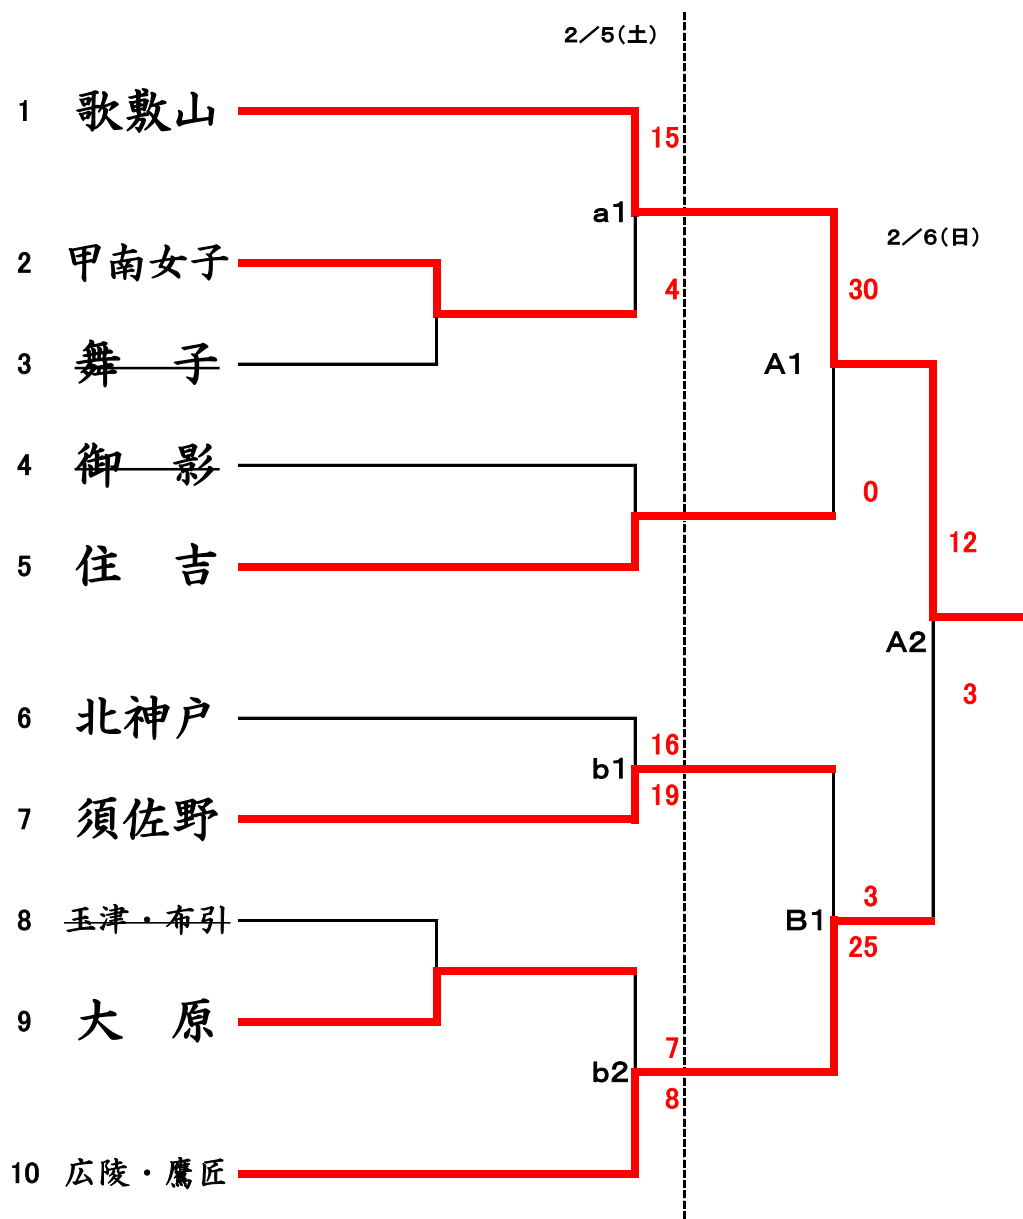 2／5(土)
1 歌敷山
15
a1
2 甲南女子
2／6(日)
4
30
3 舞　子
A1
4 御　影
0
5 住　吉
12
A2
3
6 北神戸
16
b1
19
7 須佐野
3
8 玉津・布引
B1
25
9 大　原
7
b2
8
10 広陵・鷹匠